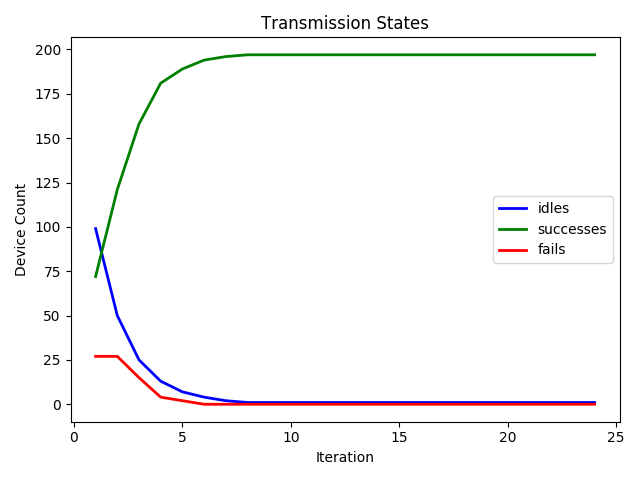 Transmission States
Device Count
200
175
150
125
100
75
50
25
0
idles
successes
fails
0 5 10 15 20 25
Iteration